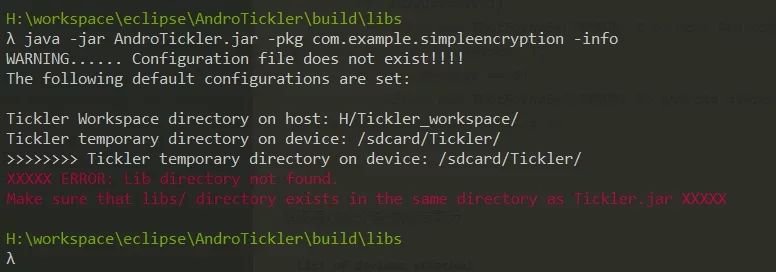 H:\workspace\eclipse\AndroTickler\build\libs
λ java -jar AndroTickler.jar -pkg com.example.simpleencryption -info
WARNING...... Configuration file does not exist!!!!
The following default configurations are set:
Tickler Workspace directory on host: H/Tickler_workspace/
Tickler temporary directory on device: /sdcard/Tickler/
>>>>>>>> Tickler temporary directory on device: /sdcard/Tickler/
XXXXX ERROR: Lib directory not found.
Make sure that libs/ directory exists in the same directory as Tickler.jar XXXXX
H:\workspace\eclipse\AndroTickler\build\libs
λ